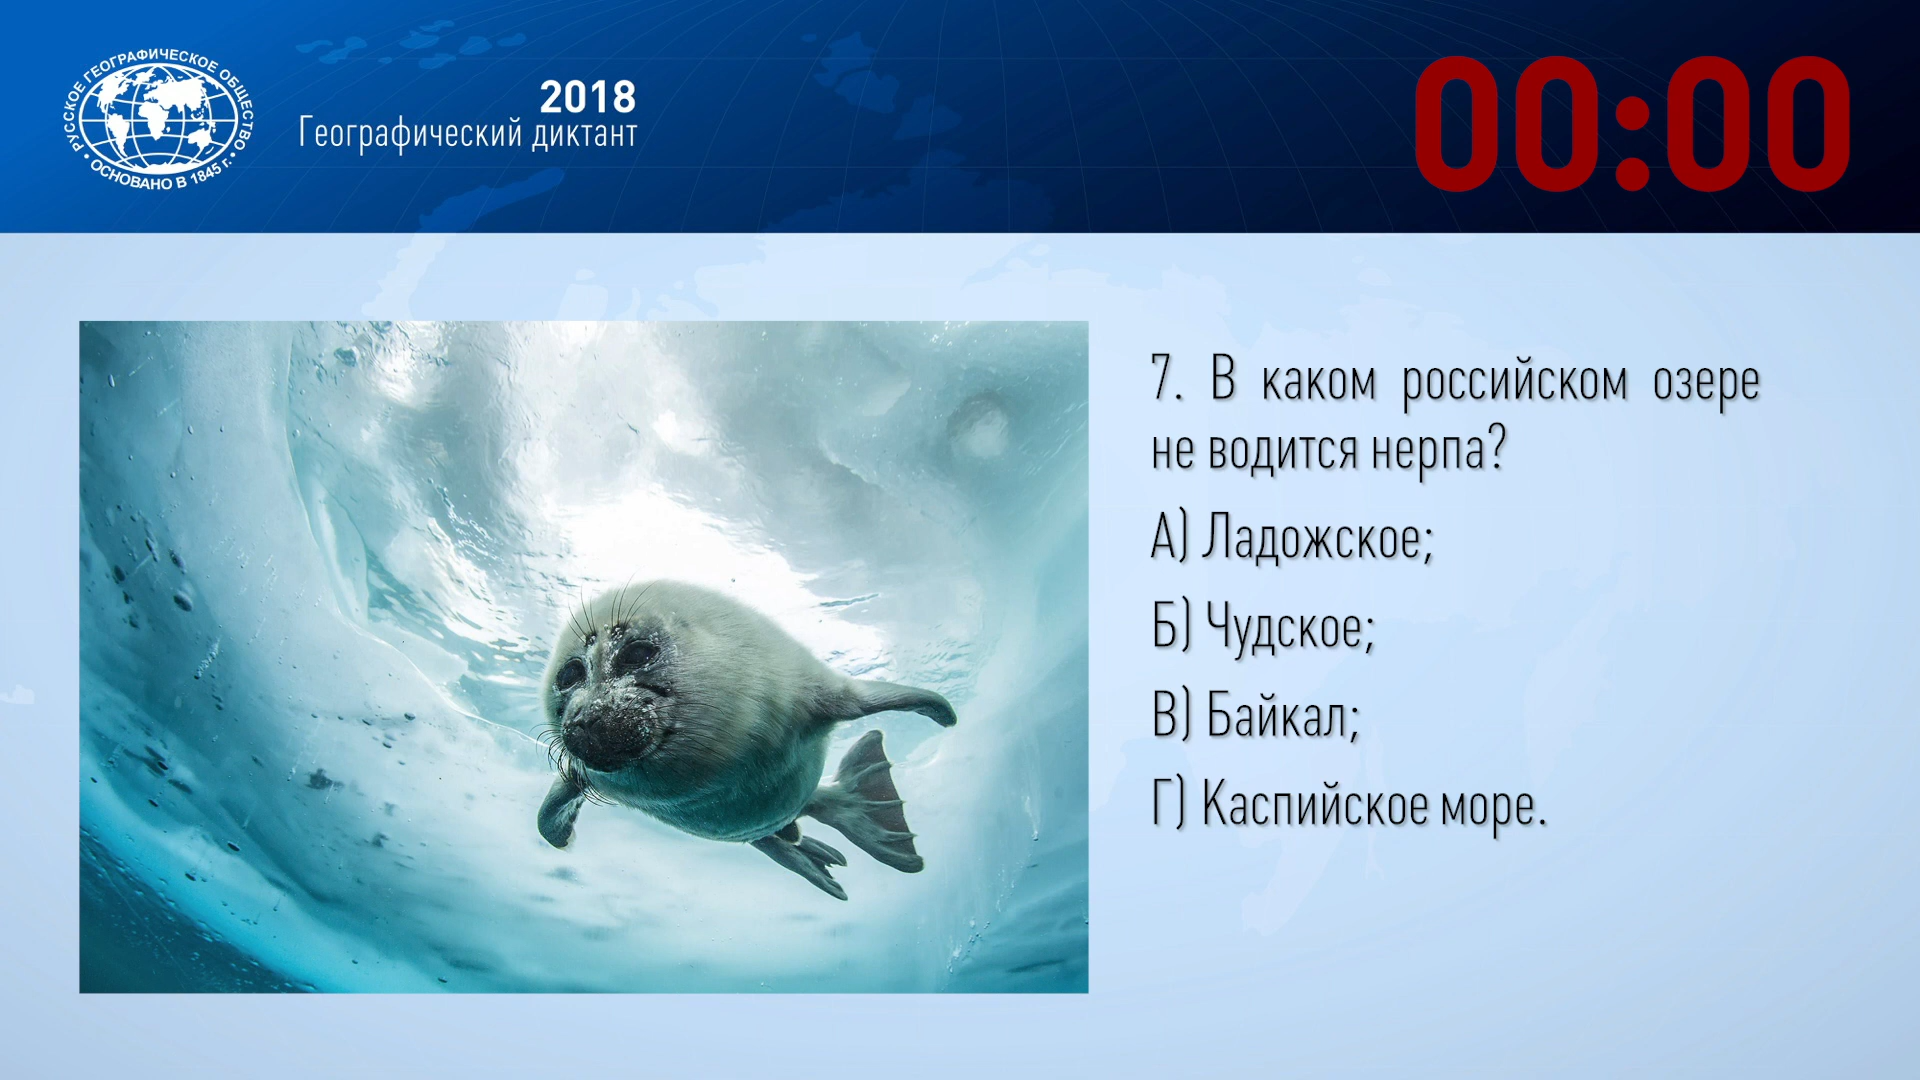 РУССКОЕ ГЕОГРАФИЧЕСКОЕ ОБЩЕСТВО
• ОСНОВАНО В 1845 г. •
2018
Географический диктант
00:00
7. В каком российском озере
не водится нерпа?
А) Ладожское;
Б) Чудское;
В) Байкал;
Г) Каспийское море.